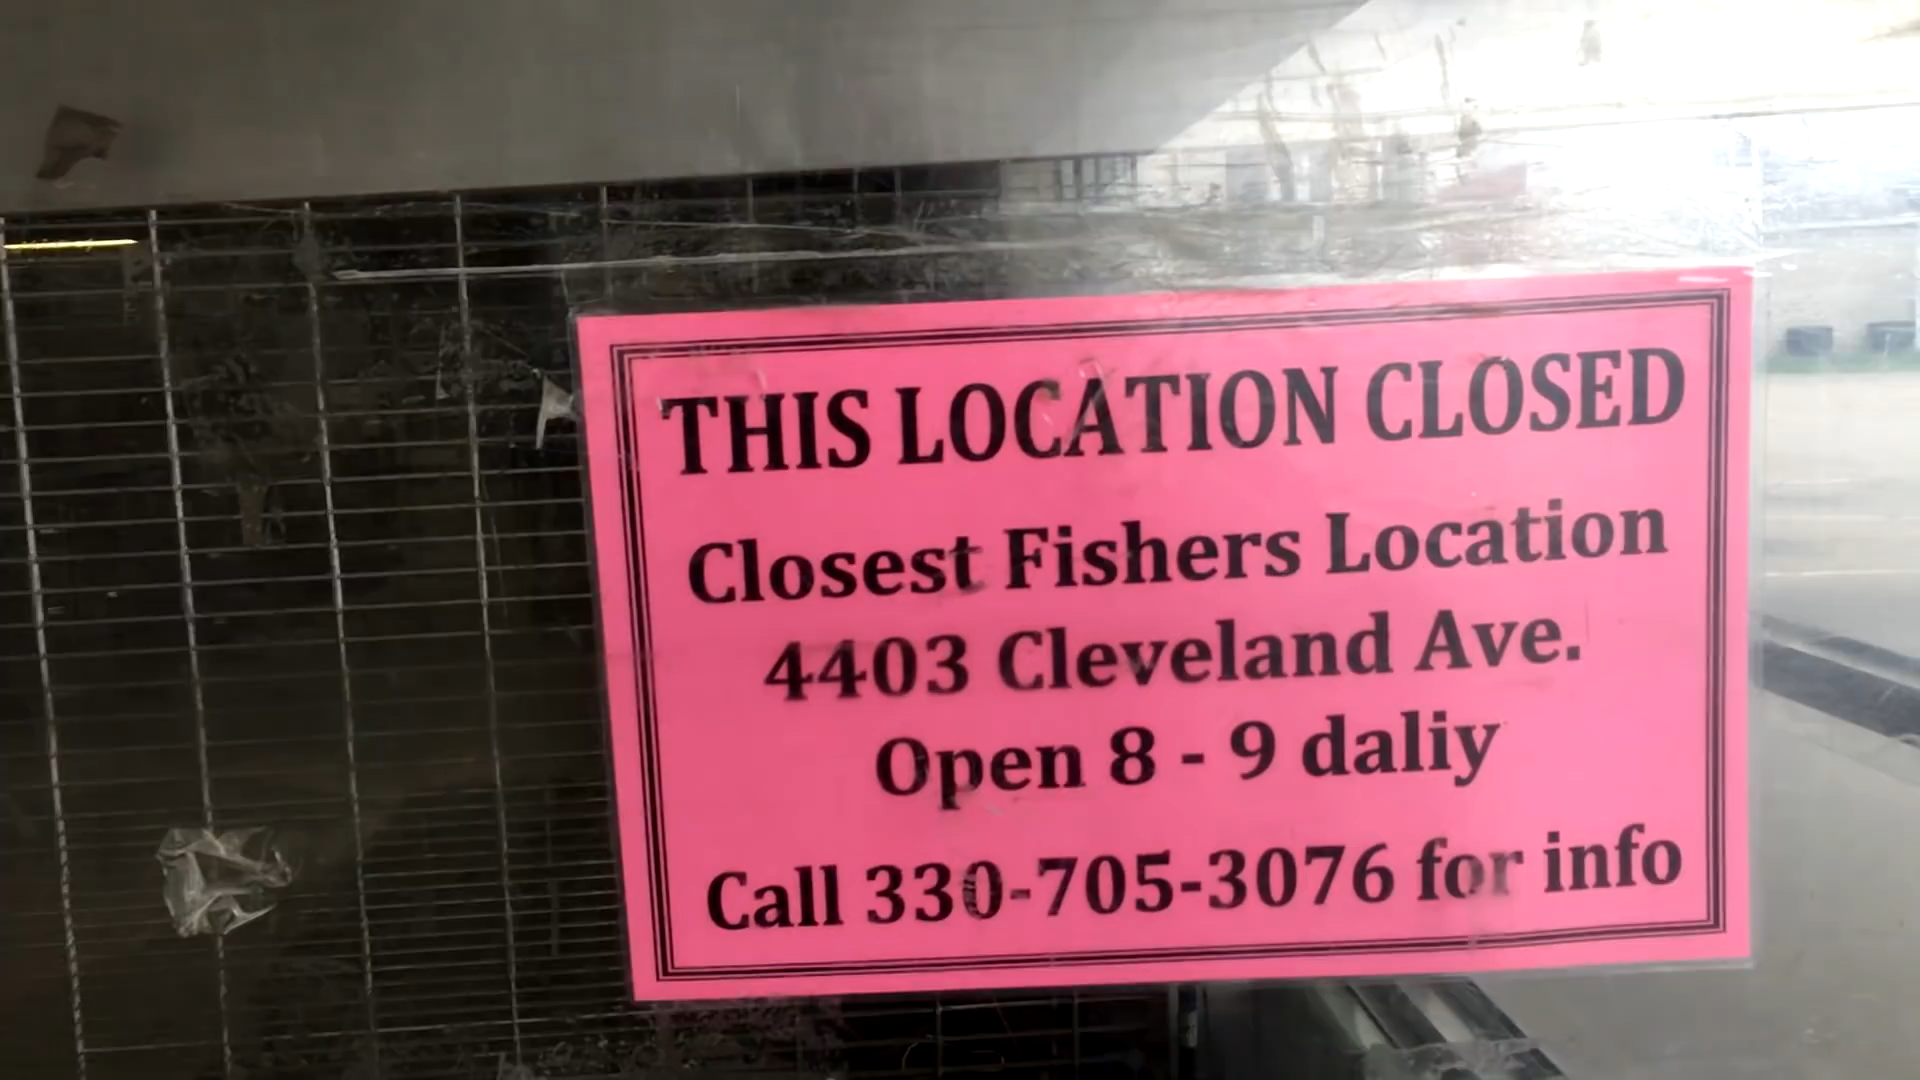 THIS LOCATION CLOSED
Closest Fishers Location
4403 Cleveland Ave.
Open 8 - 9 daliy
Call 330-705-3076 for info